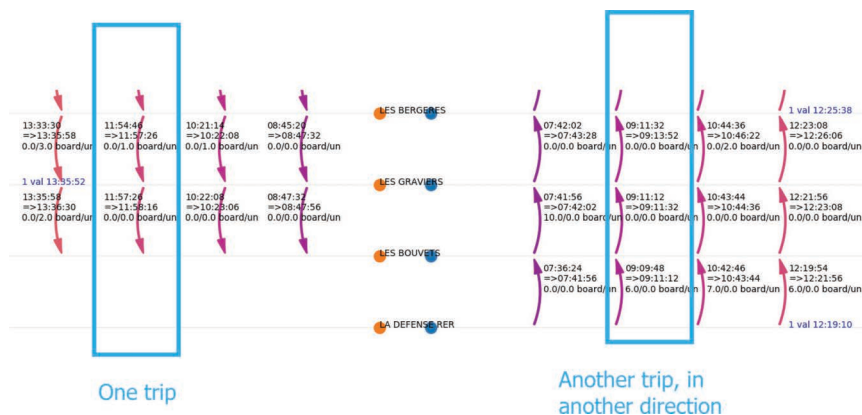 LES BERGERES
1 val 12:25:38
13:33:30
=>13:35:58
0.0/3.0 board/un
11:54:46
=>11:57:26
0.0/1.0 board/un
10:21:14
=>10:22:08
0.0/1.0 board/un
08:45:20
=>08:47:32
0.0/0.0 board/un
07:42:02
=>07:43:28
0.0/0.0 board/un
09:11:32
=>09:13:52
0.0/0.0 board/un
10:44:36
=>10:46:22
0.0/2.0 board/un
12:23:08
=>12:26:06
0.0/0.0 board/un
1 val 13:35:52
LES GRAVIERS
13:35:58
=>13:36:30
0.0/2.0 board/un
11:57:26
=>11:58:16
0.0/0.0 board/un
10:22:08
=>10:23:06
0.0/0.0 board/un
08:47:32
=>08:47:56
0.0/0.0 board/un
07:41:56
=>07:42:02
10.0/0.0 board/un
09:11:12
=>09:11:32
0.0/0.0 board/un
10:43:44
=>10:44:36
0.0/0.0 board/un
12:21:56
=>12:23:08
0.0/0.0 board/un
LES BOUVETS
07:36:24
=>07:41:56
0.0/0.0 board/un
09:09:48
=>09:11:12
6.0/0.0 board/un
10:42:46
=>10:43:44
7.0/0.0 board/un
12:19:54
=>12:21:56
6.0/0.0 board/un
LA DEFENSE RER
1 val 12:19:10
One trip
Another trip, in
another direction